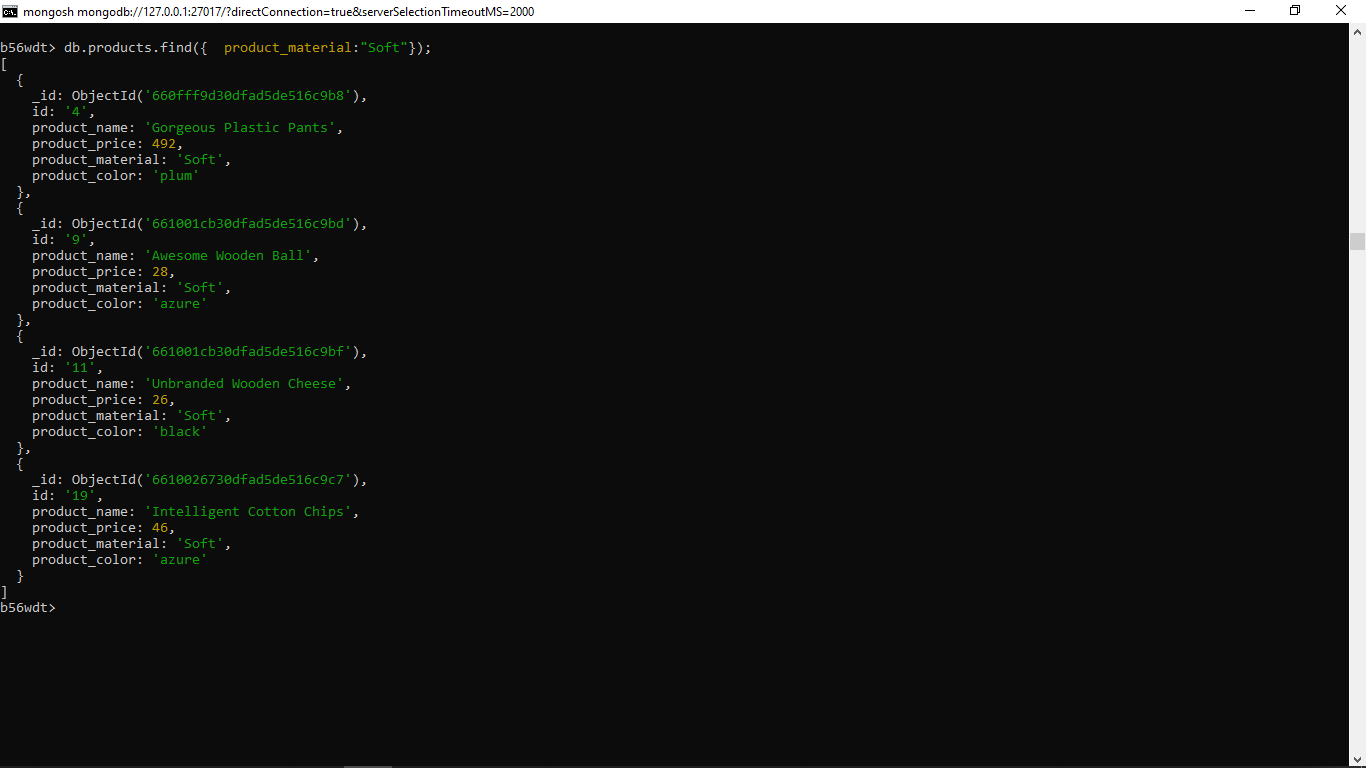 mongosh mongodb://127.0.0.1:27017/?directConnection=true&serverSelectionTimeoutMS=2000
b56wdt> db.products.find({  product_material:"Soft"});
[
  {
    _id: ObjectId('660fff9d30dfad5de516c9b8'),
    id: '4',
    product_name: 'Gorgeous Plastic Pants',
    product_price: 492,
    product_material: 'Soft',
    product_color: 'plum'
  },
  {
    _id: ObjectId('661001cb30dfad5de516c9bd'),
    id: '9',
    product_name: 'Awesome Wooden Ball',
    product_price: 28,
    product_material: 'Soft',
    product_color: 'azure'
  },
  {
    _id: ObjectId('661001cb30dfad5de516c9bf'),
    id: '11',
    product_name: 'Unbranded Wooden Cheese',
    product_price: 26,
    product_material: 'Soft',
    product_color: 'black'
  },
  {
    _id: ObjectId('6610026730dfad5de516c9c7'),
    id: '19',
    product_name: 'Intelligent Cotton Chips',
    product_price: 46,
    product_material: 'Soft',
    product_color: 'azure'
  }
]
b56wdt>